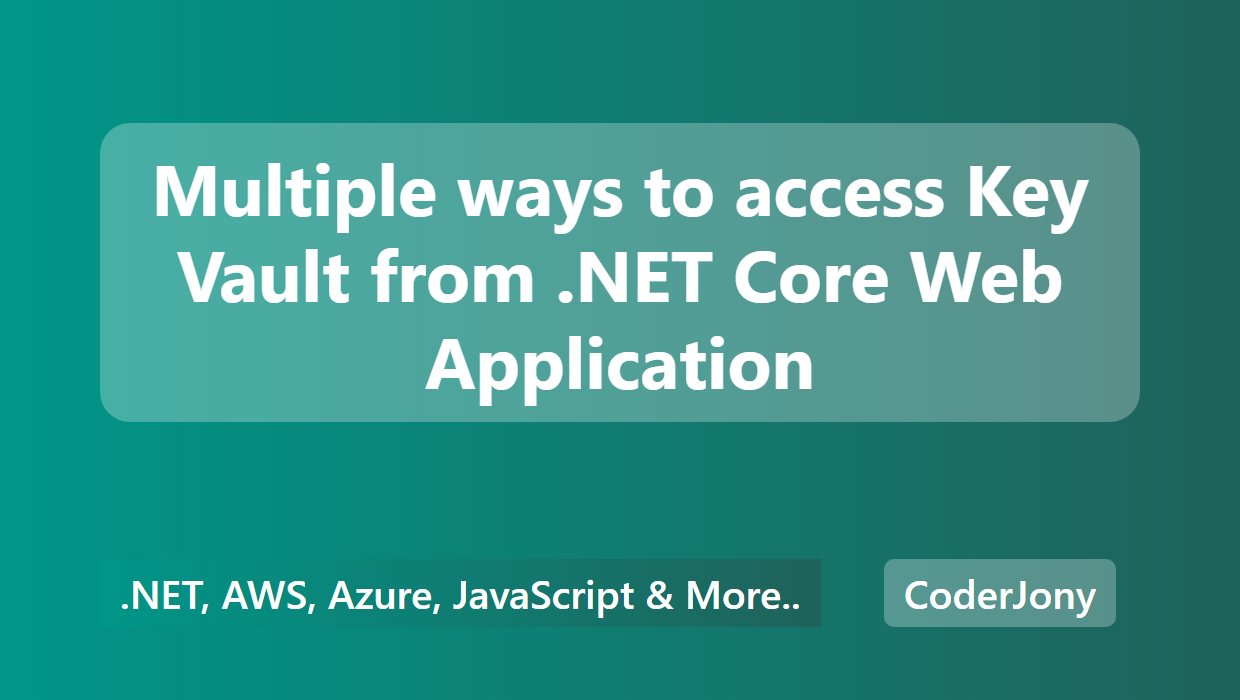 Multiple ways to access Key
Vault from .NET Core Web
Application
.NET, AWS, Azure, JavaScript & More..
CoderJony